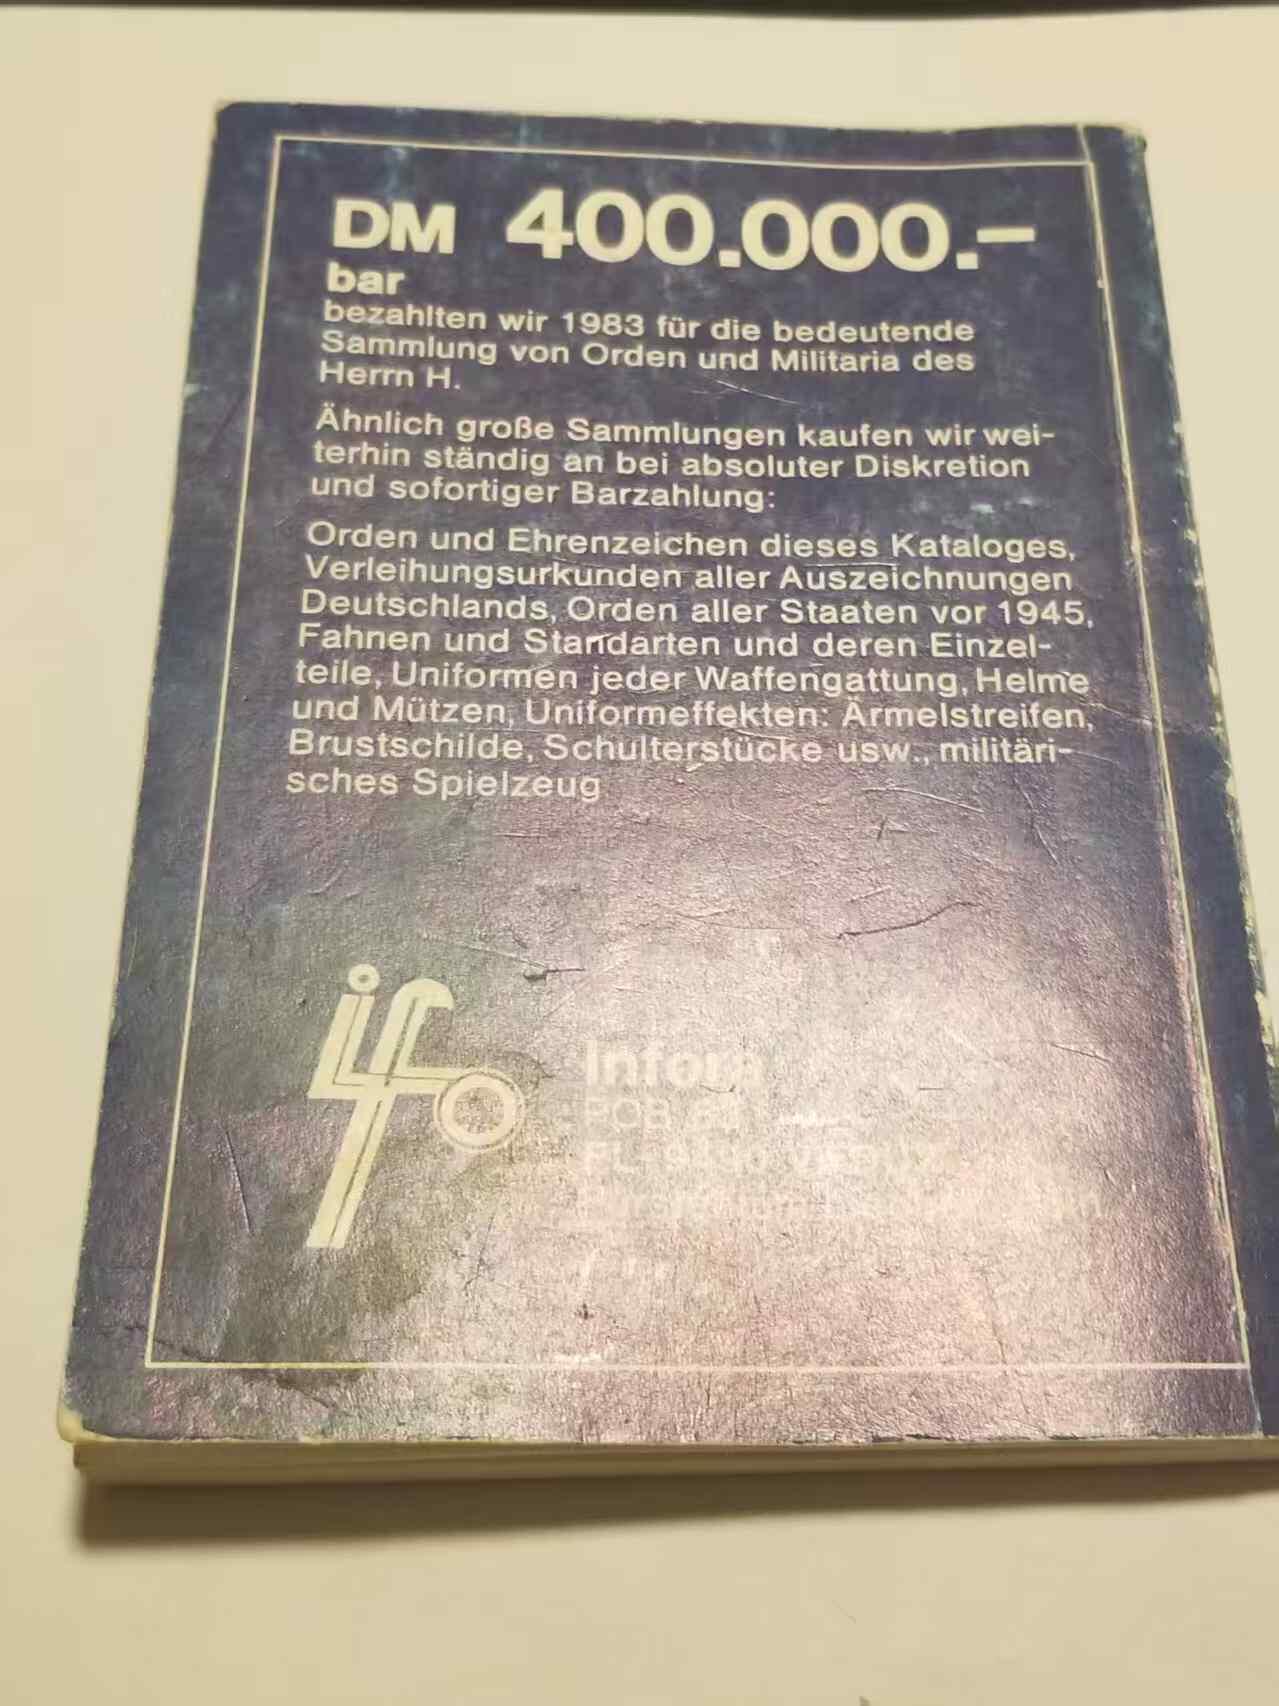 DM 400.000.–
bar
bezahlten wir 1983 für die bedeutende
Sammlung von Orden und Militaria des
Herrn H.
Ähnlich große Sammlungen kaufen wir wei-
terhin ständig an bei absoluter Diskretion
und sofortiger Barzahlung:
Orden und Ehrenzeichen dieses Kataloges,
Verleihungsurkunden aller Auszeichnungen
Deutschlands, Orden aller Staaten vor 1945,
Fahnen und Standarten und deren Einzel-
teile, Uniformen jeder Waffengattung, Helme
und Mützen, Uniformeffekten: Ärmelstreifen,
Brustschilde, Schulterstücke usw., militäri-
sches Spielzeug
ifo